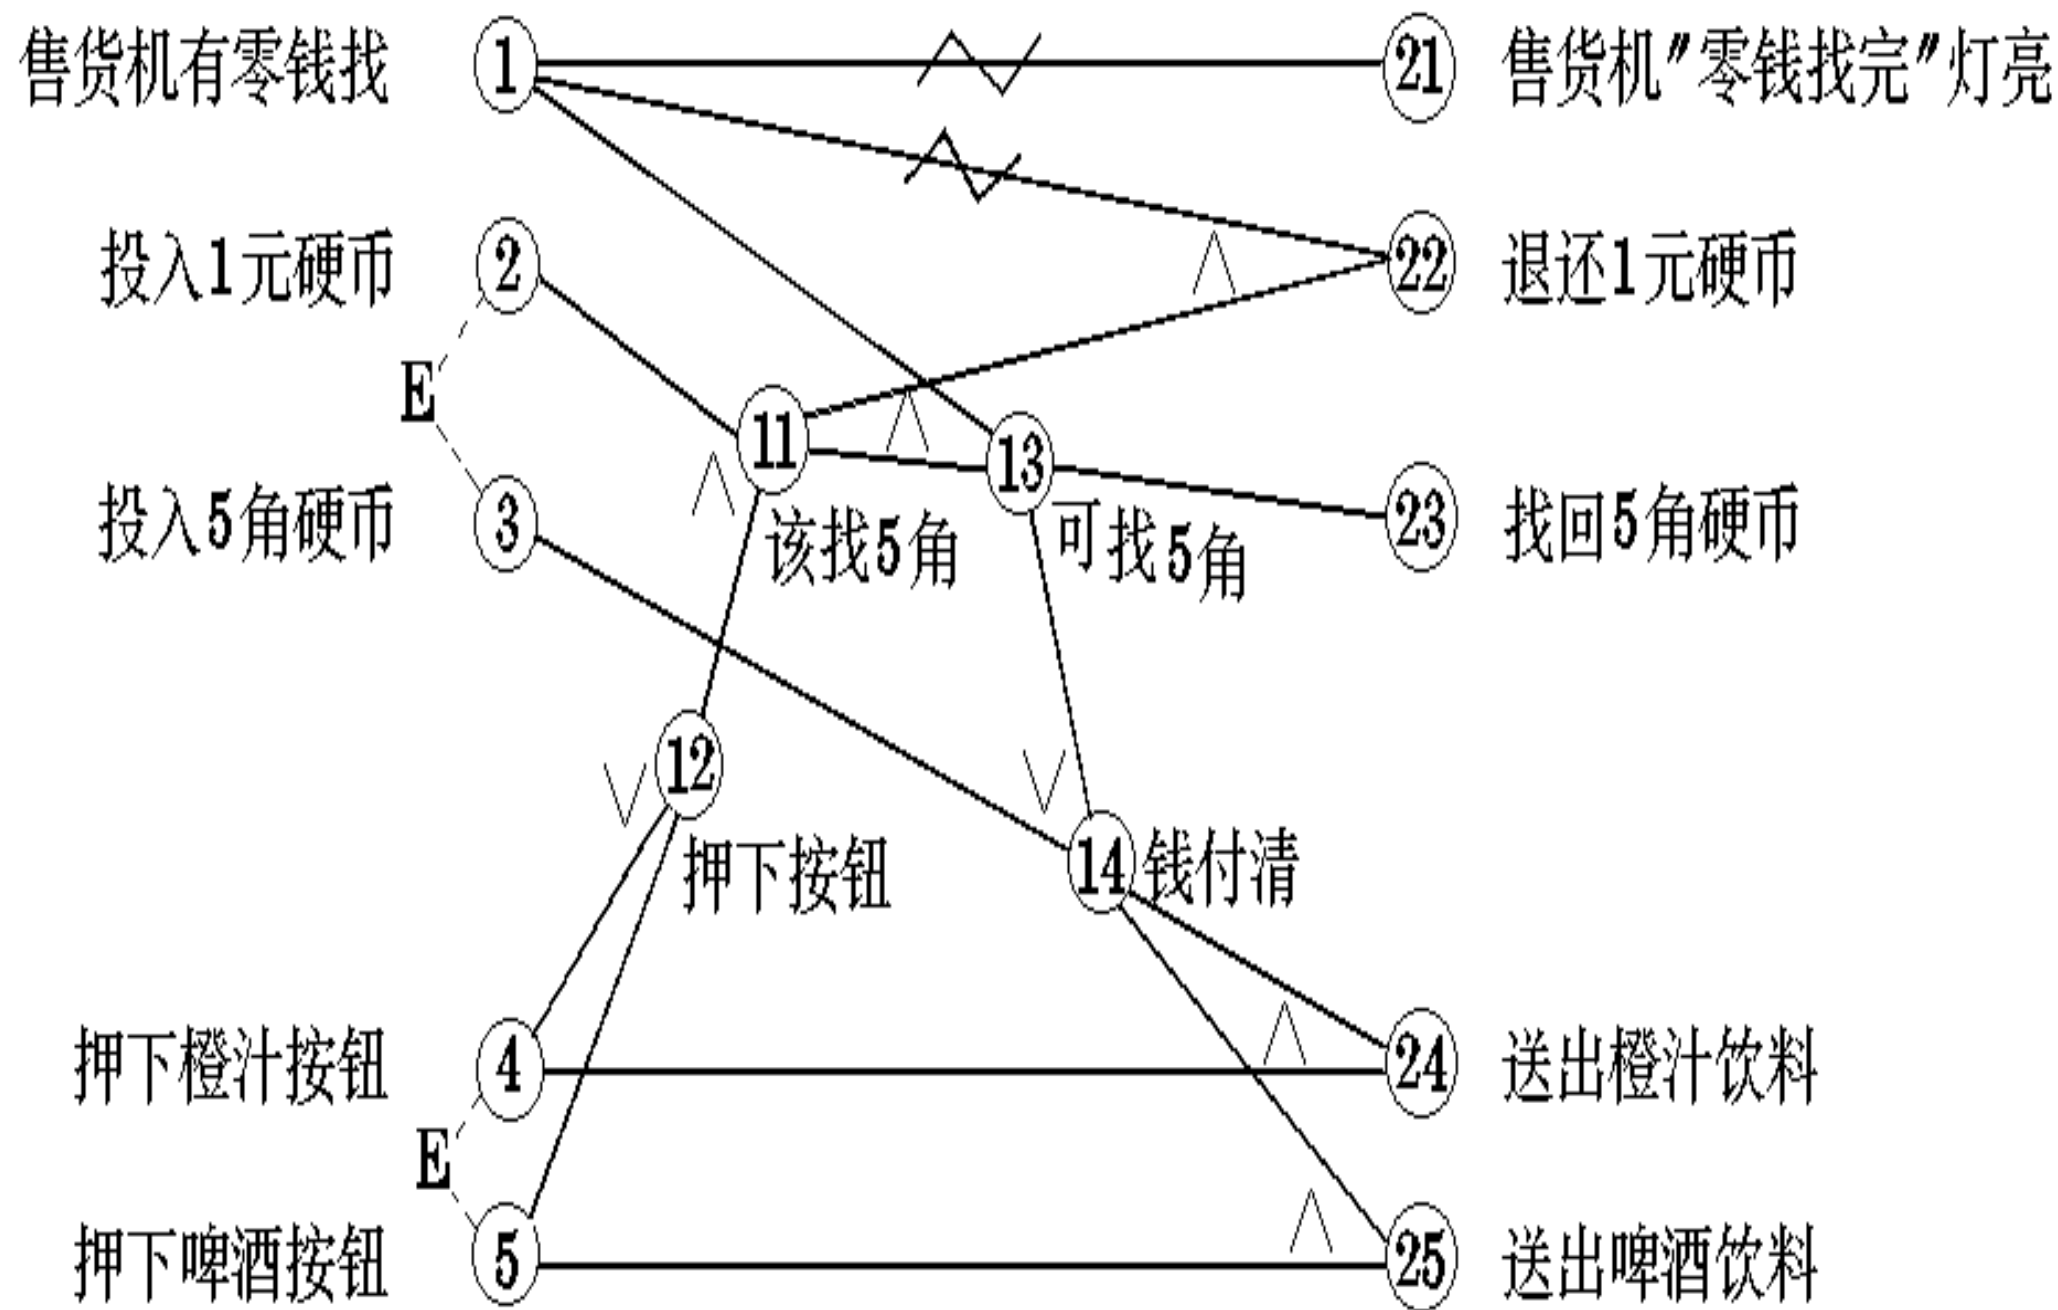 售货机有零钱找 1 21 售货机"零钱找完"灯亮
∧
投入1元硬币 2 22 退还1元硬币
E
∧
11 13
∧
投入5角硬币 3 该找5角 可找5角 23 找回5角硬币
12
∨ ∨
押下按钮 14 钱付清
∧
押下橙汁按钮 4 24 送出橙汁饮料
E
∧
押下啤酒按钮 5 25 送出啤酒饮料